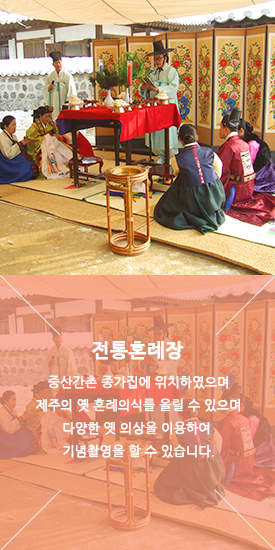 전통혼례장
중산간촌 종가집에 위치하였으며
제주의 옛 혼례의식를 올릴 수 있으며
다양한 옛 의상을 이용하여
기념촬영을 할 수 있습니다.